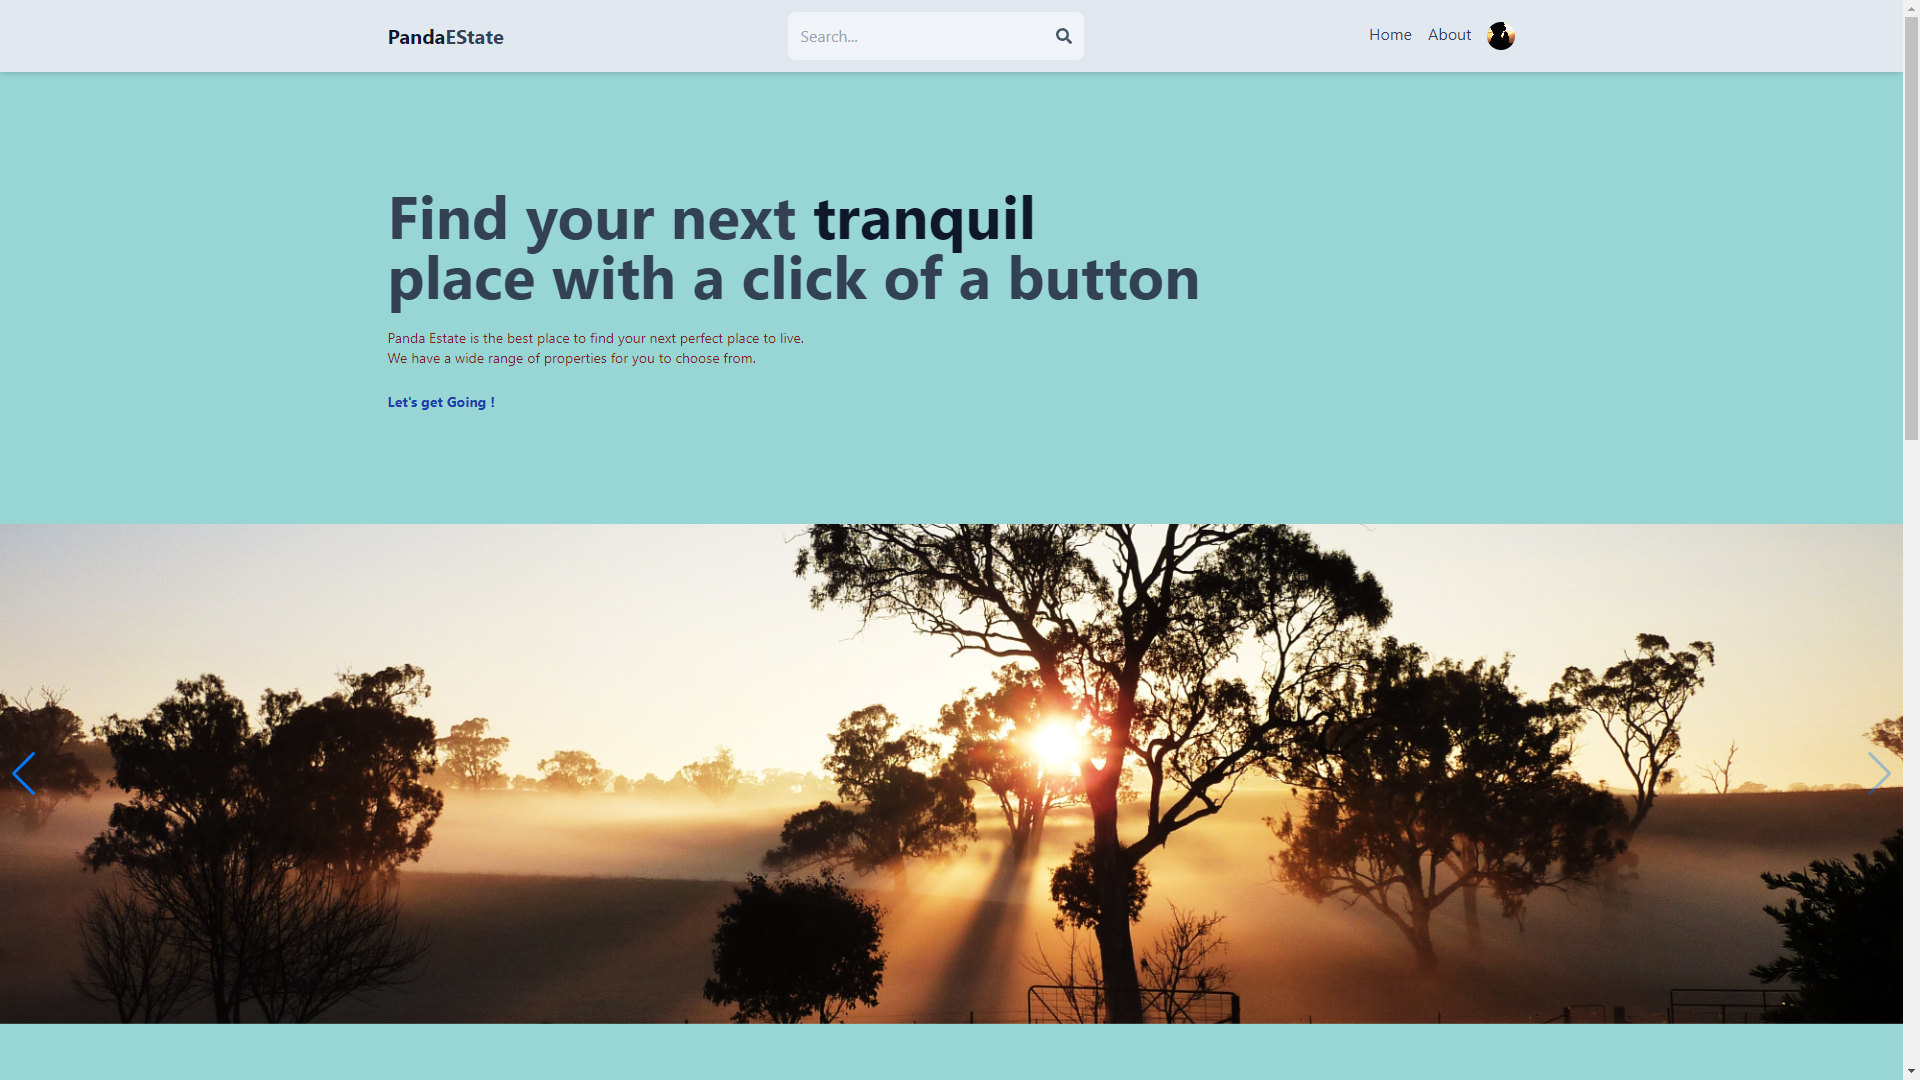 PandaEState
Search...
Home
About
Find your next tranquil
place with a click of a button
Panda Estate is the best place to find your next perfect place to live.
We have a wide range of properties for you to choose from.
Let's get Going !